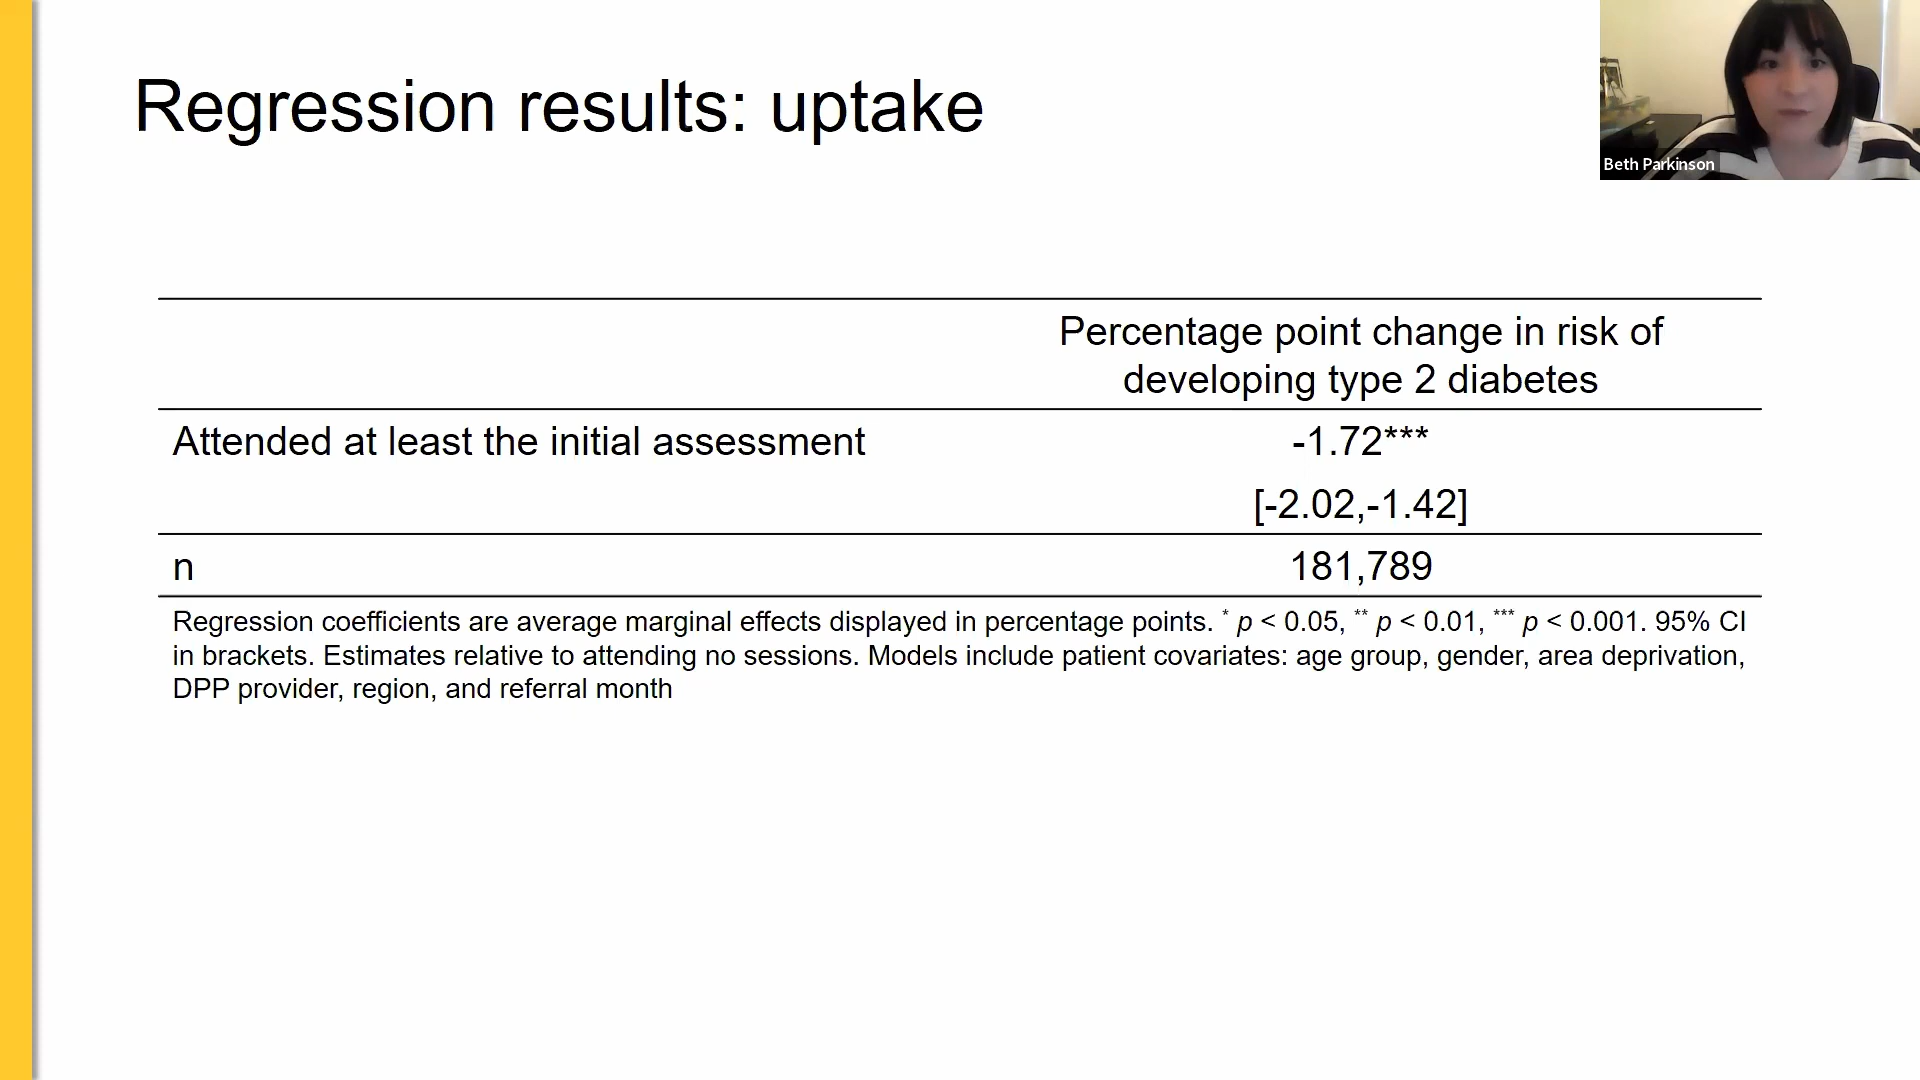 Regression results: uptake
Beth Parkinson
Percentage point change in risk of
developing type 2 diabetes
Attended at least the initial assessment -1.72***
[-2.02,-1.42]
n 181,789
Regression coefficients are average marginal effects displayed in percentage points. * p < 0.05, ** p < 0.01, *** p < 0.001. 95% CI
in brackets. Estimates relative to attending no sessions. Models include patient covariates: age group, gender, area deprivation,
DPP provider, region, and referral month